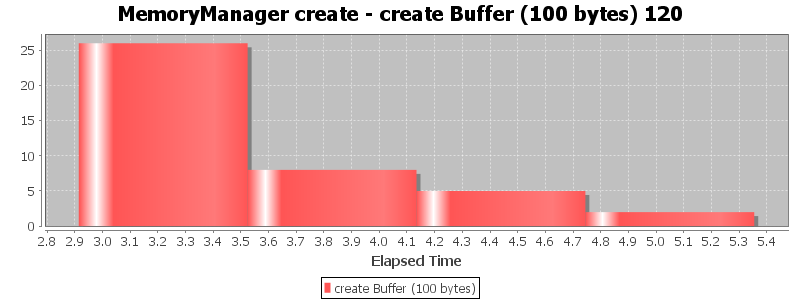 MemoryManager create - create Buffer (100 bytes) 120
25
20
15
10
5
0
2.8 2.9 3.0 3.1 3.2 3.3 3.4 3.5 3.6 3.7 3.8 3.9 4.0 4.1 4.2 4.3 4.4 4.5 4.6 4.7 4.8 4.9 5.0 5.1 5.2 5.3 5.4
Elapsed Time
create Buffer (100 bytes)